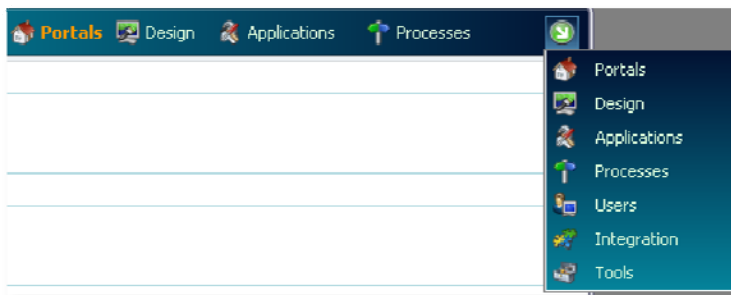 Portals Design Applications Processes
Portals
Design
Applications
Processes
Users
Integration
Tools